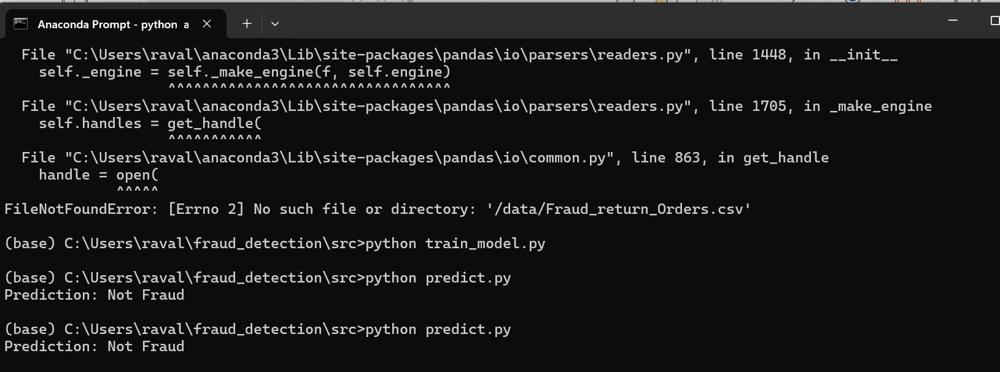 Anaconda Prompt - python a
File "C:\Users\raval\anaconda3\Lib\site-packages\pandas\io\parsers\readers.py", line 1448, in __init__
self._engine = self._make_engine(f, self.engine)
^^^^^^^^^^^^^^^^^^^^^^^^^^^^^^^^^
File "C:\Users\raval\anaconda3\Lib\site-packages\pandas\io\parsers\readers.py", line 1705, in _make_engine
self.handles = get_handle(
^^^^^^^^^^^
File "C:\Users\raval\anaconda3\Lib\site-packages\pandas\io\common.py", line 863, in get_handle
handle = open(
^^^^^
FileNotFoundError: [Errno 2] No such file or directory: '/data/Fraud_return_Orders.csv'
(base) C:\Users\raval\fraud_detection\src>python train_model.py
(base) C:\Users\raval\fraud_detection\src>python predict.py
Prediction: Not Fraud
(base) C:\Users\raval\fraud_detection\src>python predict.py
Prediction: Not Fraud